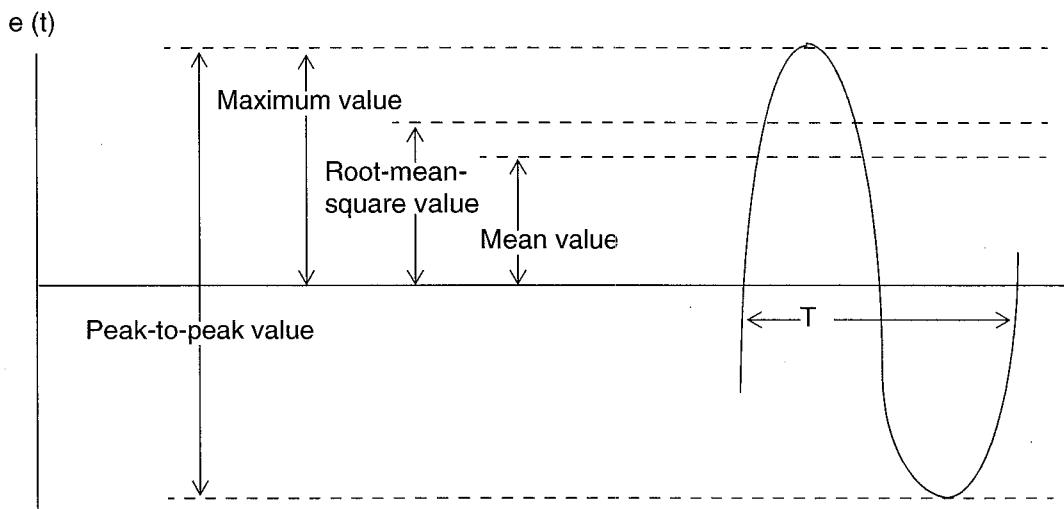 e (t)
Maximum value
Root-mean-
square value
Mean value
T
Peak-to-peak value